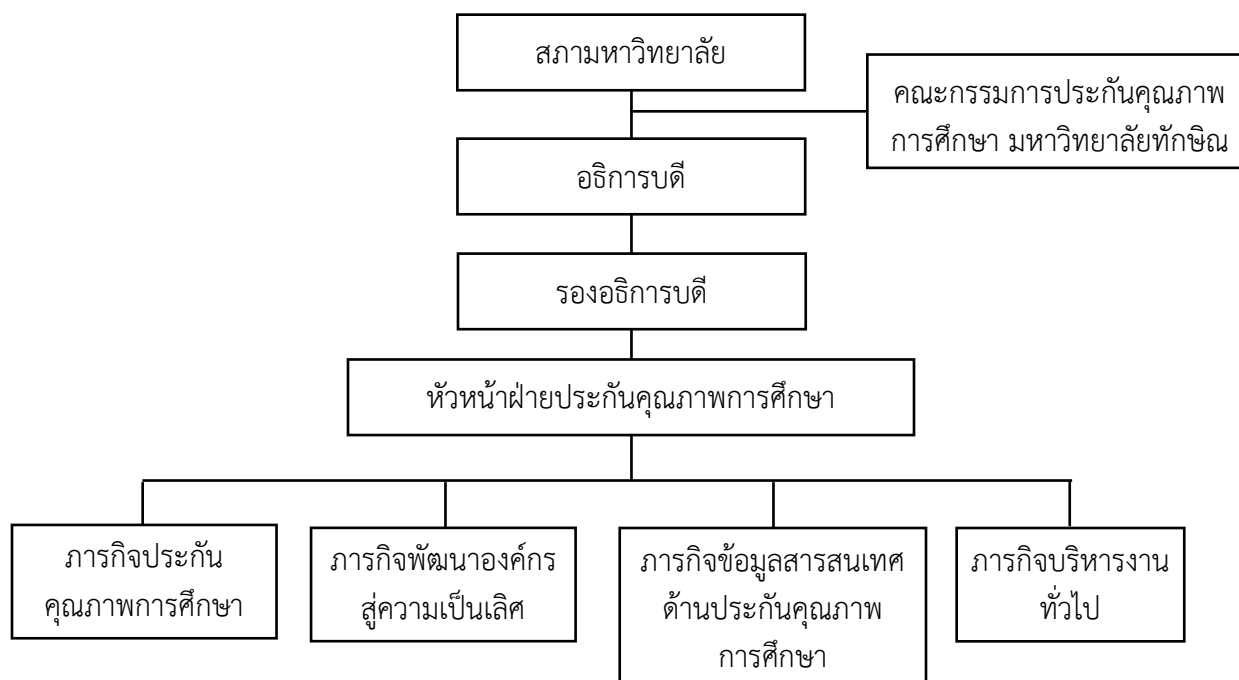 สภามหาวิทยาลัย
คณะกรรมการประกันคุณภาพ
การศึกษา มหาวิทยาลัยทักษิณ
อธิการบดี
รองอธิการบดี
หัวหน้าฝ่ายประกันคุณภาพการศึกษา
ภารกิจประกัน
คุณภาพการศึกษา
ภารกิจพัฒนาองค์กร
สู่ความเป็นเลิศ
ภารกิจข้อมูลสารสนเทศ
ด้านประกันคุณภาพ
การศึกษา
ภารกิจบริหารงาน
ทั่วไป